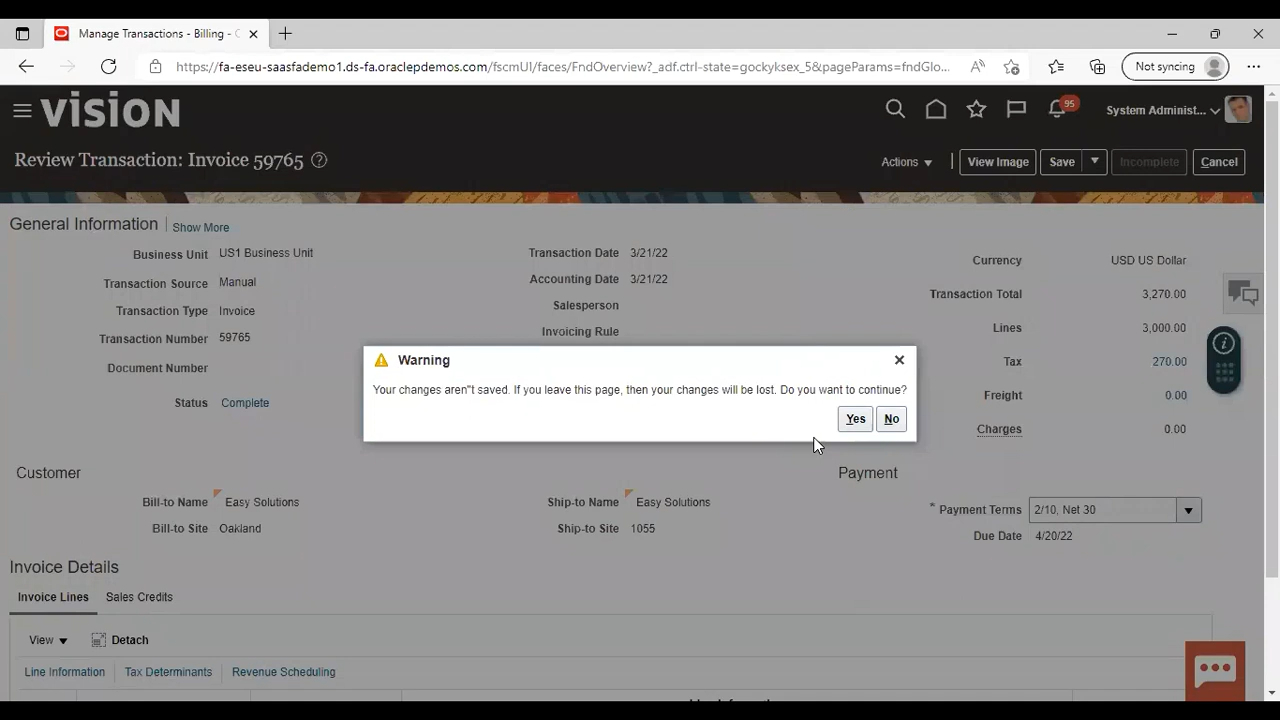 Manage Transactions - Billing - C
https://fa-eseu-saasfademo1.ds-fa.oraclepdemos.com/fscmUI/faces/FndOverview?_adf.ctrl-state=gockyksex_5&pageParams=fndGlo...
Not syncing
VISION
95
System Administ...
Review Transaction: Invoice 59765
Actions
View Image
Save
Incomplete
Cancel
General Information
Show More
Business Unit US1 Business Unit
Transaction Source Manual
Transaction Type Invoice
Transaction Number 59765
Document Number
Status Complete
Transaction Date 3/21/22
Accounting Date 3/21/22
Salesperson
Invoicing Rule
Currency USD US Dollar
Transaction Total 3,270.00
Lines 3,000.00
Tax 270.00
Freight 0.00
Charges 0.00
Warning
Your changes aren"t saved. If you leave this page, then your changes will be lost. Do you want to continue?
Yes
No
Customer
Bill-to Name Easy Solutions
Bill-to Site Oakland
Ship-to Name Easy Solutions
Ship-to Site 1055
Payment
* Payment Terms 2/10, Net 30
Due Date 4/20/22
Invoice Details
Invoice Lines
Sales Credits
View
Detach
Line Information
Tax Determinants
Revenue Scheduling